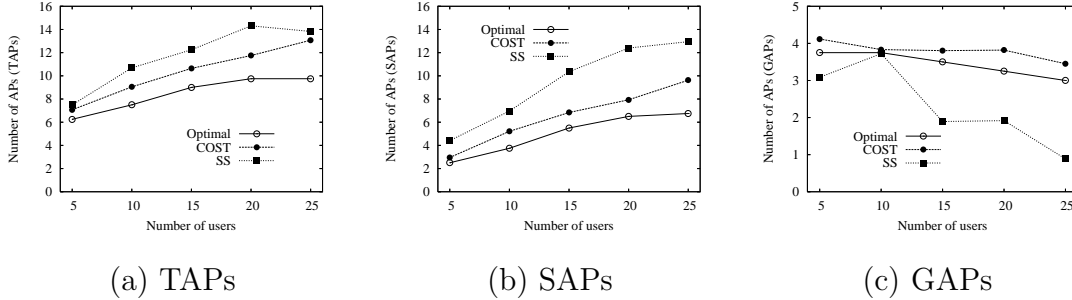 Number of APs (TAPs)
16
14
12
10
8
6
4
2
0
Optimal
COST
SS
5 10 15 20 25
Number of users
(a) TAPs
Number of APs (SAPs)
16
14
12
10
8
6
4
2
0
Optimal
COST
SS
5 10 15 20 25
Number of users
(b) SAPs
Number of APs (GAPs)
5
4
3
2
1
0
Optimal
COST
SS
5 10 15 20 25
Number of users
(c) GAPs